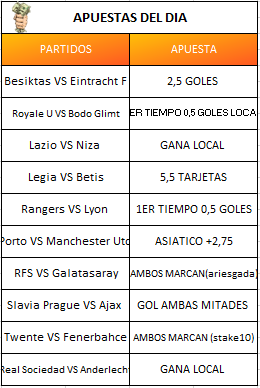 APUESTAS DEL DIA
PARTIDOS APUESTA
Besiktas VS Eintracht F 2,5 GOLES
Royale U VS Bodo Glimt ER TIEMPO 0,5 GOLES LOCA
Lazio VS Niza GANA LOCAL
Legia VS Betis 5,5 TARJETAS
Rangers VS Lyon 1ER TIEMPO 0,5 GOLES
Porto VS Manchester Utd ASIATICO +2,75
RFS VS Galatasaray AMBOS MARCAN(ariesgada)
Slavia Prague VS Ajax GOL AMBAS MITADES
Twente VS Fenerbahce AMBOS MARCAN (stake10)
Real Sociedad VS Anderlecht GANA LOCAL